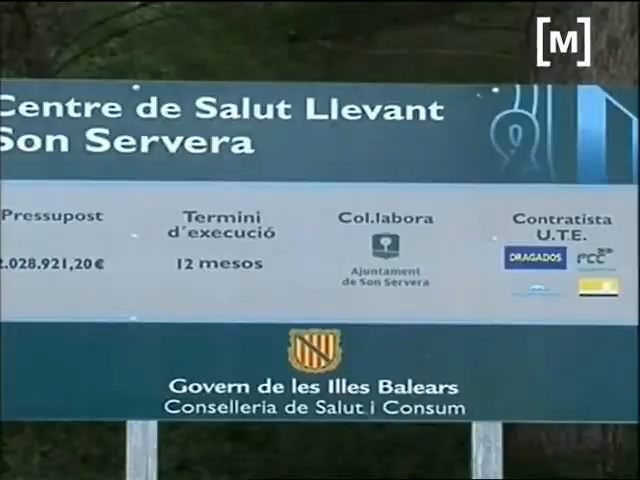 [M]
Centre de Salut Llevant
Son Servera
Pressupost
2.028.921,20 €
Termini
d'execució
12 mesos
Col.labora
Ajuntament
de Son Servera
Contratista
U.T.E.
DRAGADOS
FCC
Govern de les Illes Balears
Conselleria de Salut i Consum